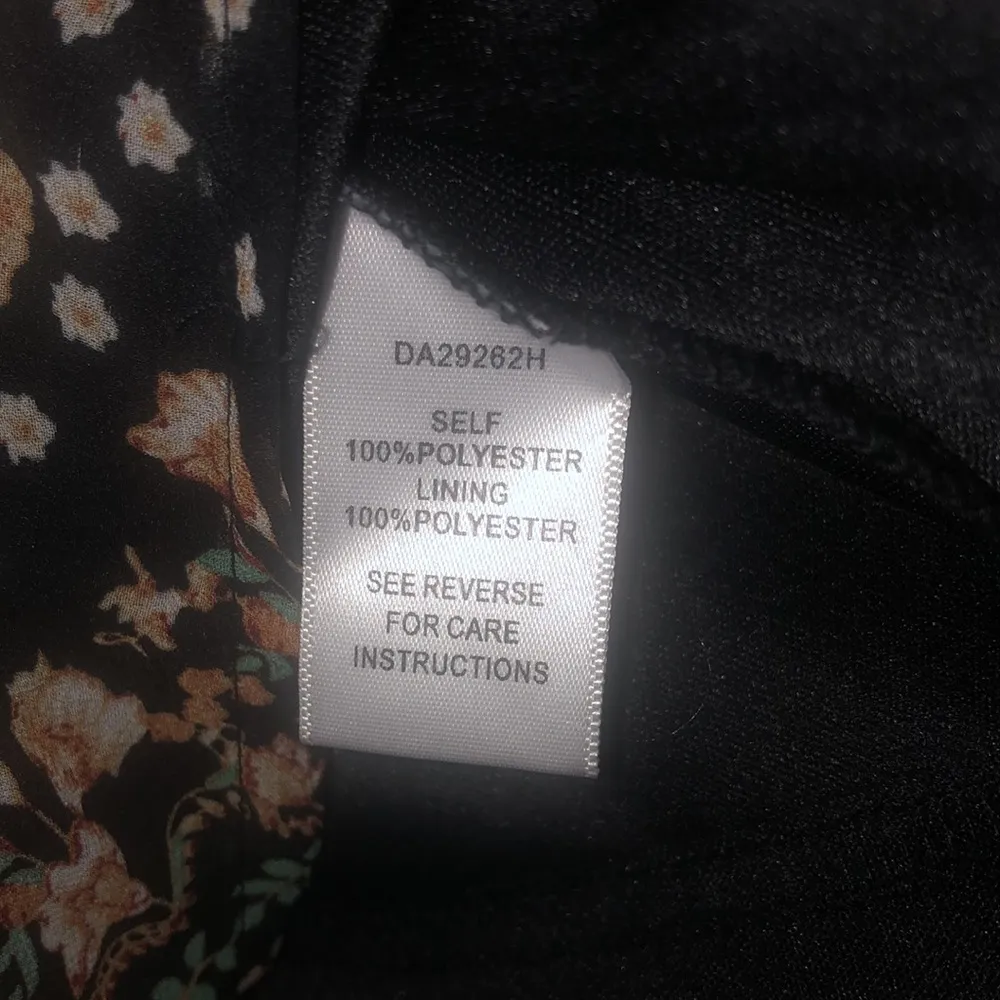 DA29262H
SELF
100%POLYESTER
LINING
100%POLYESTER
SEE REVERSE
FOR CARE
INSTRUCTIONS